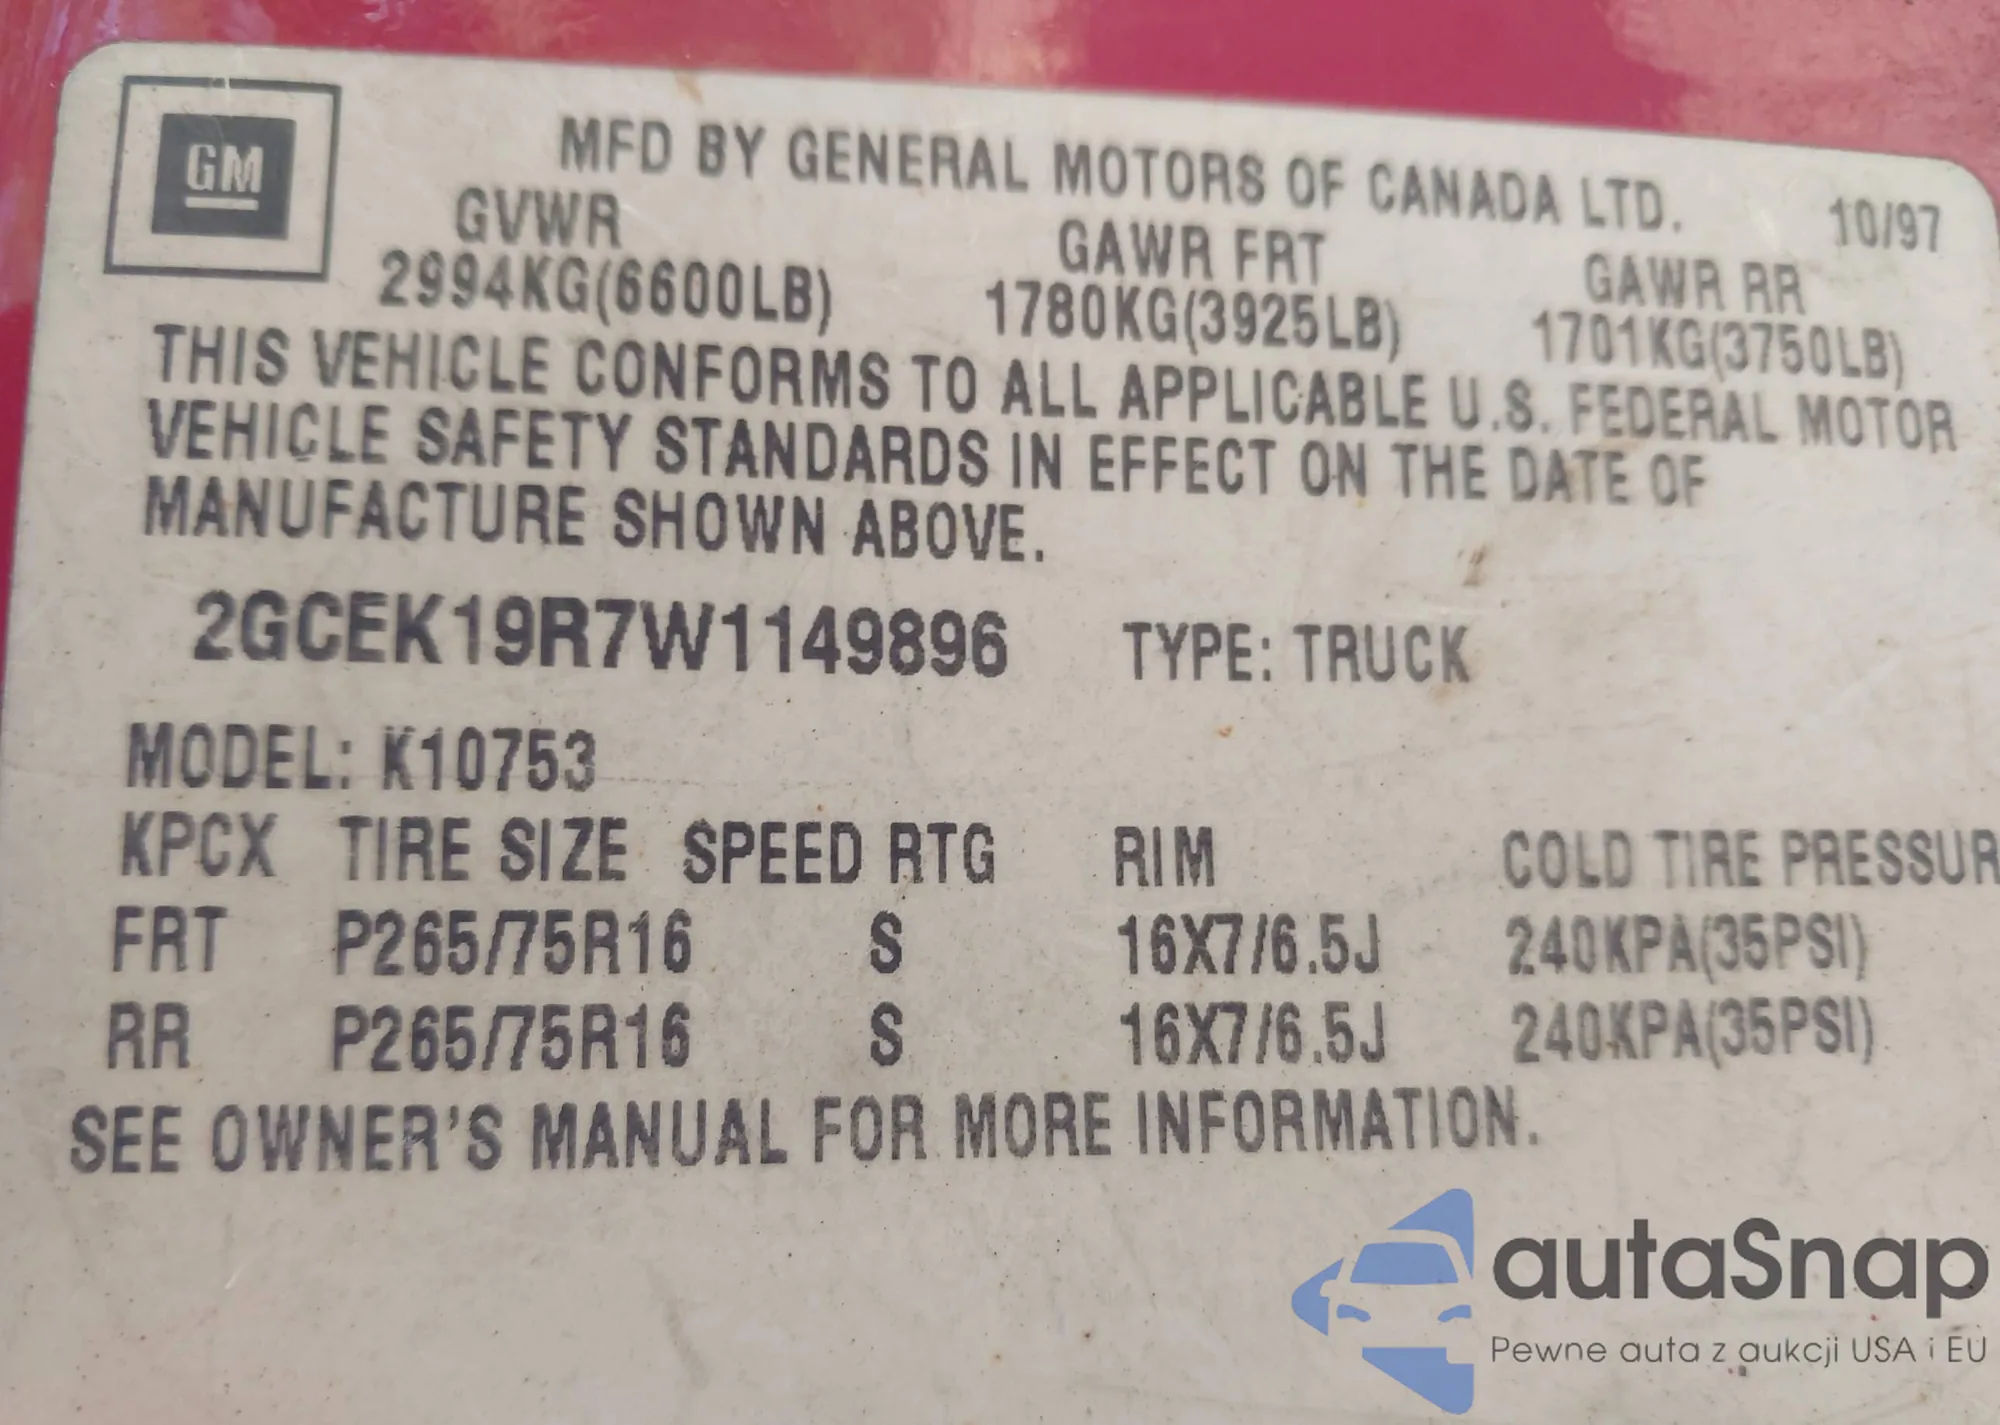 GM
MFD BY GENERAL MOTORS OF CANADA LTD.
10/97
GVWR GAWR FRT GAWR RR
2994KG(6600LB) 1780KG(3925LB) 1701KG(3750LB)
THIS VEHICLE CONFORMS TO ALL APPLICABLE U.S. FEDERAL MOTOR
VEHICLE SAFETY STANDARDS IN EFFECT ON THE DATE OF
MANUFACTURE SHOWN ABOVE.
2GCEK19R7W1149896 TYPE: TRUCK
MODEL: K10753
KPCX TIRE SIZE SPEED RTG RIM COLD TIRE PRESSUR
FRT P265/75R16 S 16X7/6.5J 240KPA(35PSI)
RR P265/75R16 S 16X7/6.5J 240KPA(35PSI)
SEE OWNER'S MANUAL FOR MORE INFORMATION.
autaSnap
Pewne auta z aukcji USA i EU